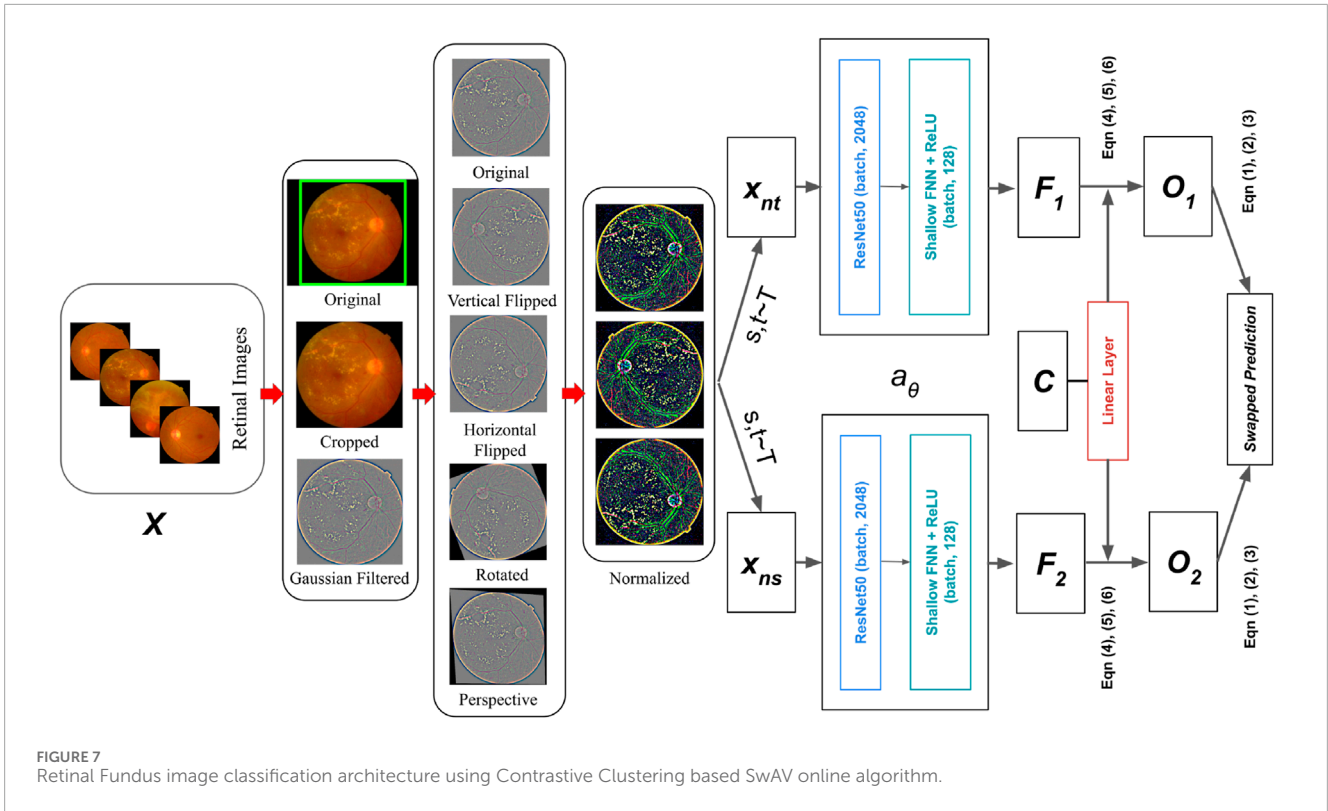 Retinal Images
X
Original
Cropped
Gaussian Filtered
Original
Vertical Flipped
Horizontal
Flipped
Rotated
Perspective
Normalized
s,t~T
s,t~T
x_nt
x_ns
ResNet50 (batch, 2048)
Shallow FNN + ReLU
(batch, 128)
a_θ
ResNet50 (batch, 2048)
Shallow FNN + ReLU
(batch, 128)
F_1
F_2
Eqn (4), (5), (6)
C
Linear Layer
Eqn (4), (5), (6)
O_1
O_2
Eqn (1), (2), (3)
Swapped Prediction
Eqn (1), (2), (3)
FIGURE 7
Retinal Fundus image classification architecture using Contrastive Clustering based SwAV online algorithm.